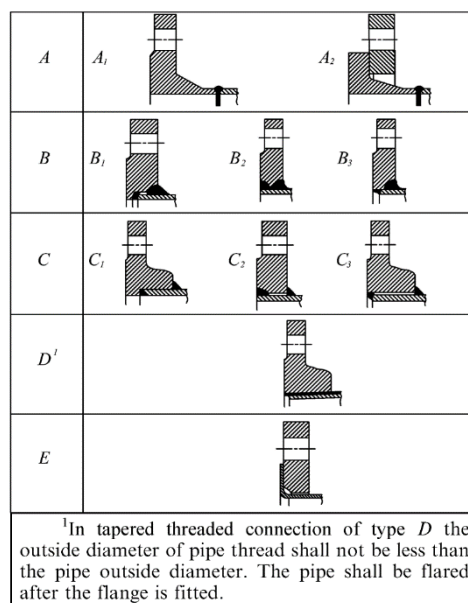 A A₁ A₂
B B₁ B₂ B₃
C C₁ C₂ C₃
D¹
E
¹In tapered threaded connection of type D the
outside diameter of pipe thread shall not be less than
the pipe outside diameter. The pipe shall be flared
after the flange is fitted.